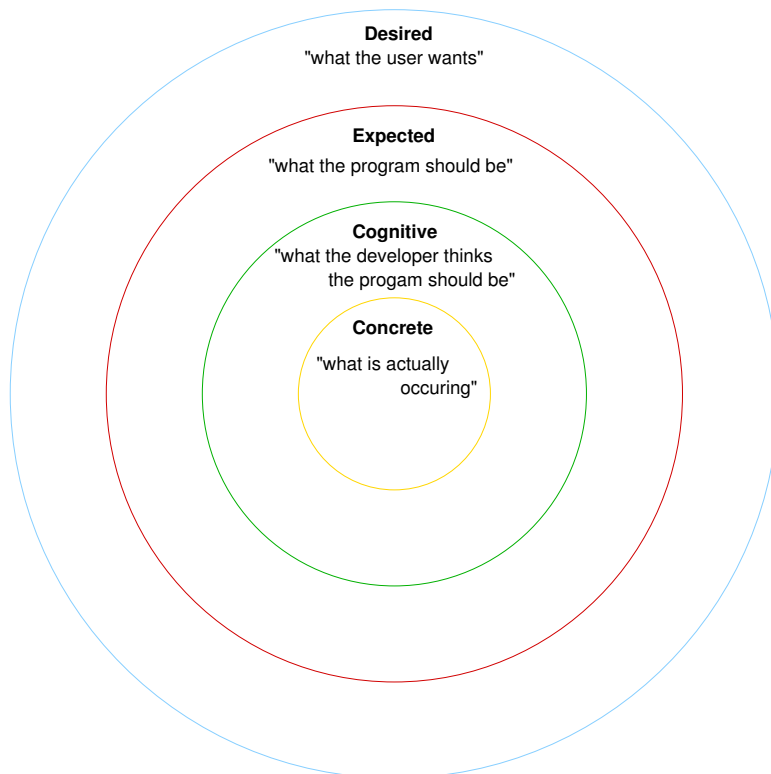 Desired
"what the user wants"
Expected
"what the program should be"
Cognitive
"what the developer thinks
the progam should be"
Concrete
"what is actually
occuring"